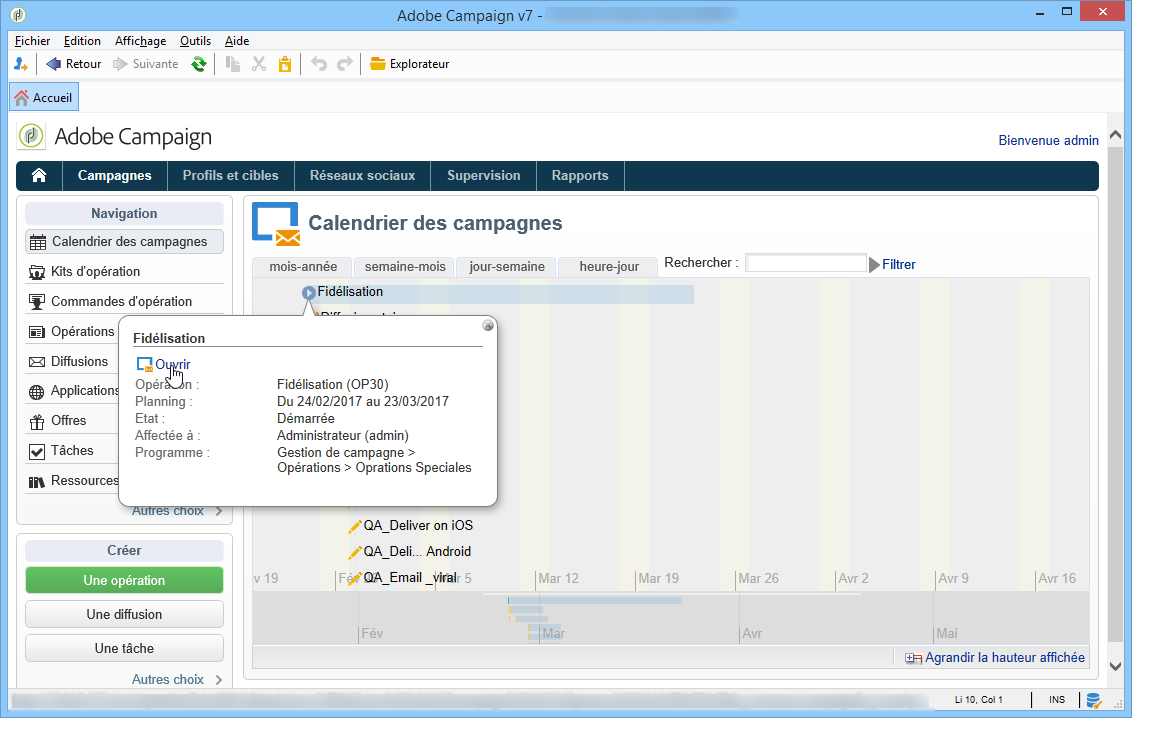 Adobe Campaign v7 -
Fichier Edition Affichage Outils Aide
Retour Suivante Explorateur
Accueil
Adobe Campaign
Bienvenue admin
Campagnes Profils et cibles Réseaux sociaux Supervision Rapports
Navigation
Calendrier des campagnes
Kits d'opération
Commandes d'opération
Opérations
Diffusions
Applications
Offres
Tâches
Ressources
Autres choix
Créer
Une opération
Une diffusion
Une tâche
Autres choix
Calendrier des campagnes
mois-année semaine-mois jour-semaine heure-jour Rechercher : Filtrer
Fidélisation
Fidélisation
Ouvrir
Opération : Fidélisation (OP30)
Planning : Du 24/02/2017 au 23/03/2017
Etat : Démarrée
Affectée à : Administrateur (admin)
Programme : Gestion de campagne >
Opérations > Oprations Speciales
QA_Deliver on iOS
QA_Deli... Android
QA_Email _viral
v 19 Mar 5 Mar 12 Mar 19 Mar 26 Avr 2 Avr 9 Avr 16
Fév Mar Avr Mai
Agrandir la hauteur affichée
Li 10, Col 1 INS